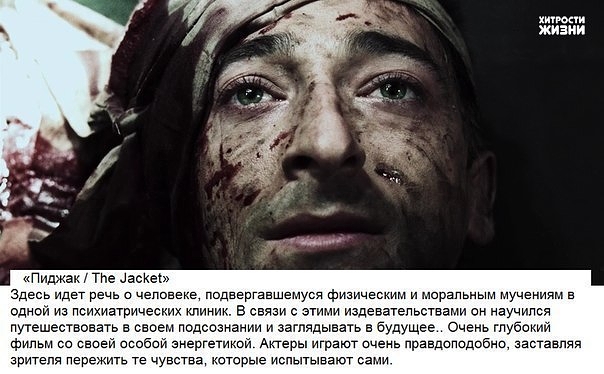 ХИТРОСТИ
ЖИЗНИ
«Пиджак / The Jacket»
Здесь идет речь о человеке, подвергавшемуся физическим и моральным мучениям в
одной из психиатрических клиник. В связи с этими издевательствами он научился
путешествовать в своем подсознании и заглядывать в будущее.. Очень глубокий
фильм со своей особой энергетикой. Актеры играют очень правдоподобно, заставляя
зрителя пережить те чувства, которые испытывают сами.